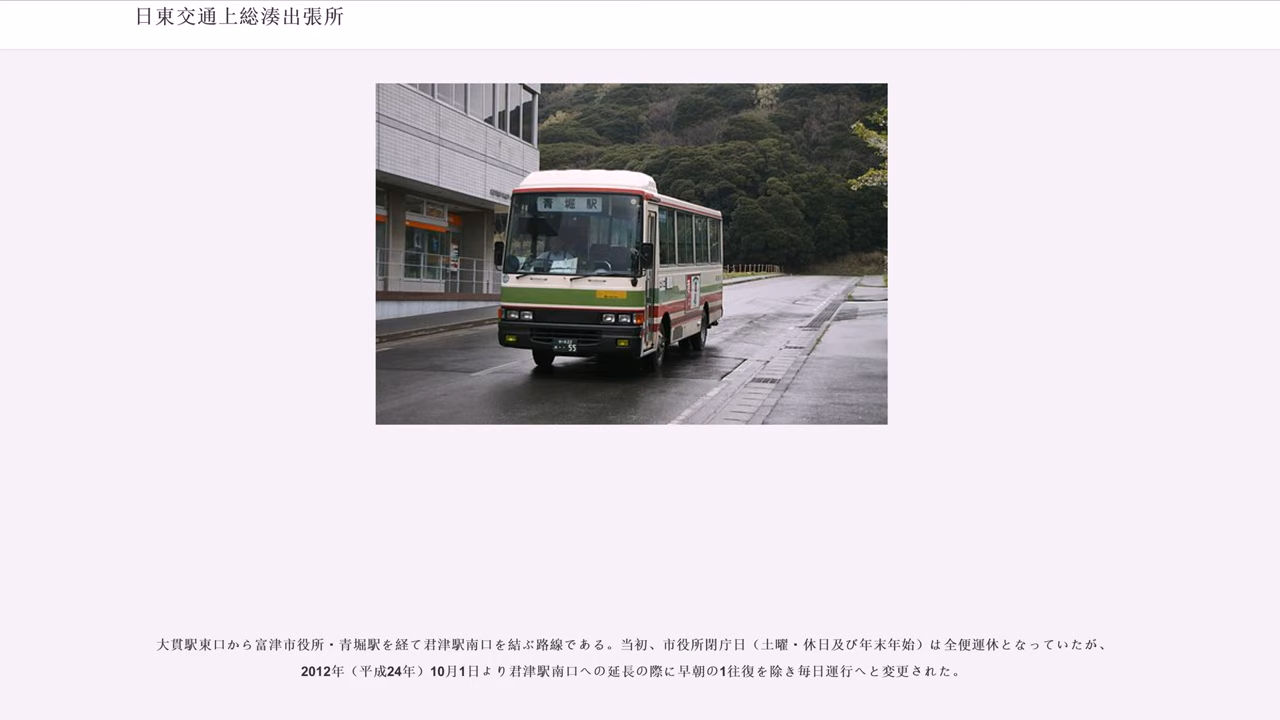 日東交通上総湊出張所
青堀駅
55
大貫駅東口から富津市役所・青堀駅を経て君津駅南口を結ぶ路線である。当初、市役所閉庁日（土曜・休日及び年末年始）は全便運休となっていたが、
2012年（平成24年）10月1日より君津駅南口への延長の際に早朝の1往復を除き毎日運行へと変更された。